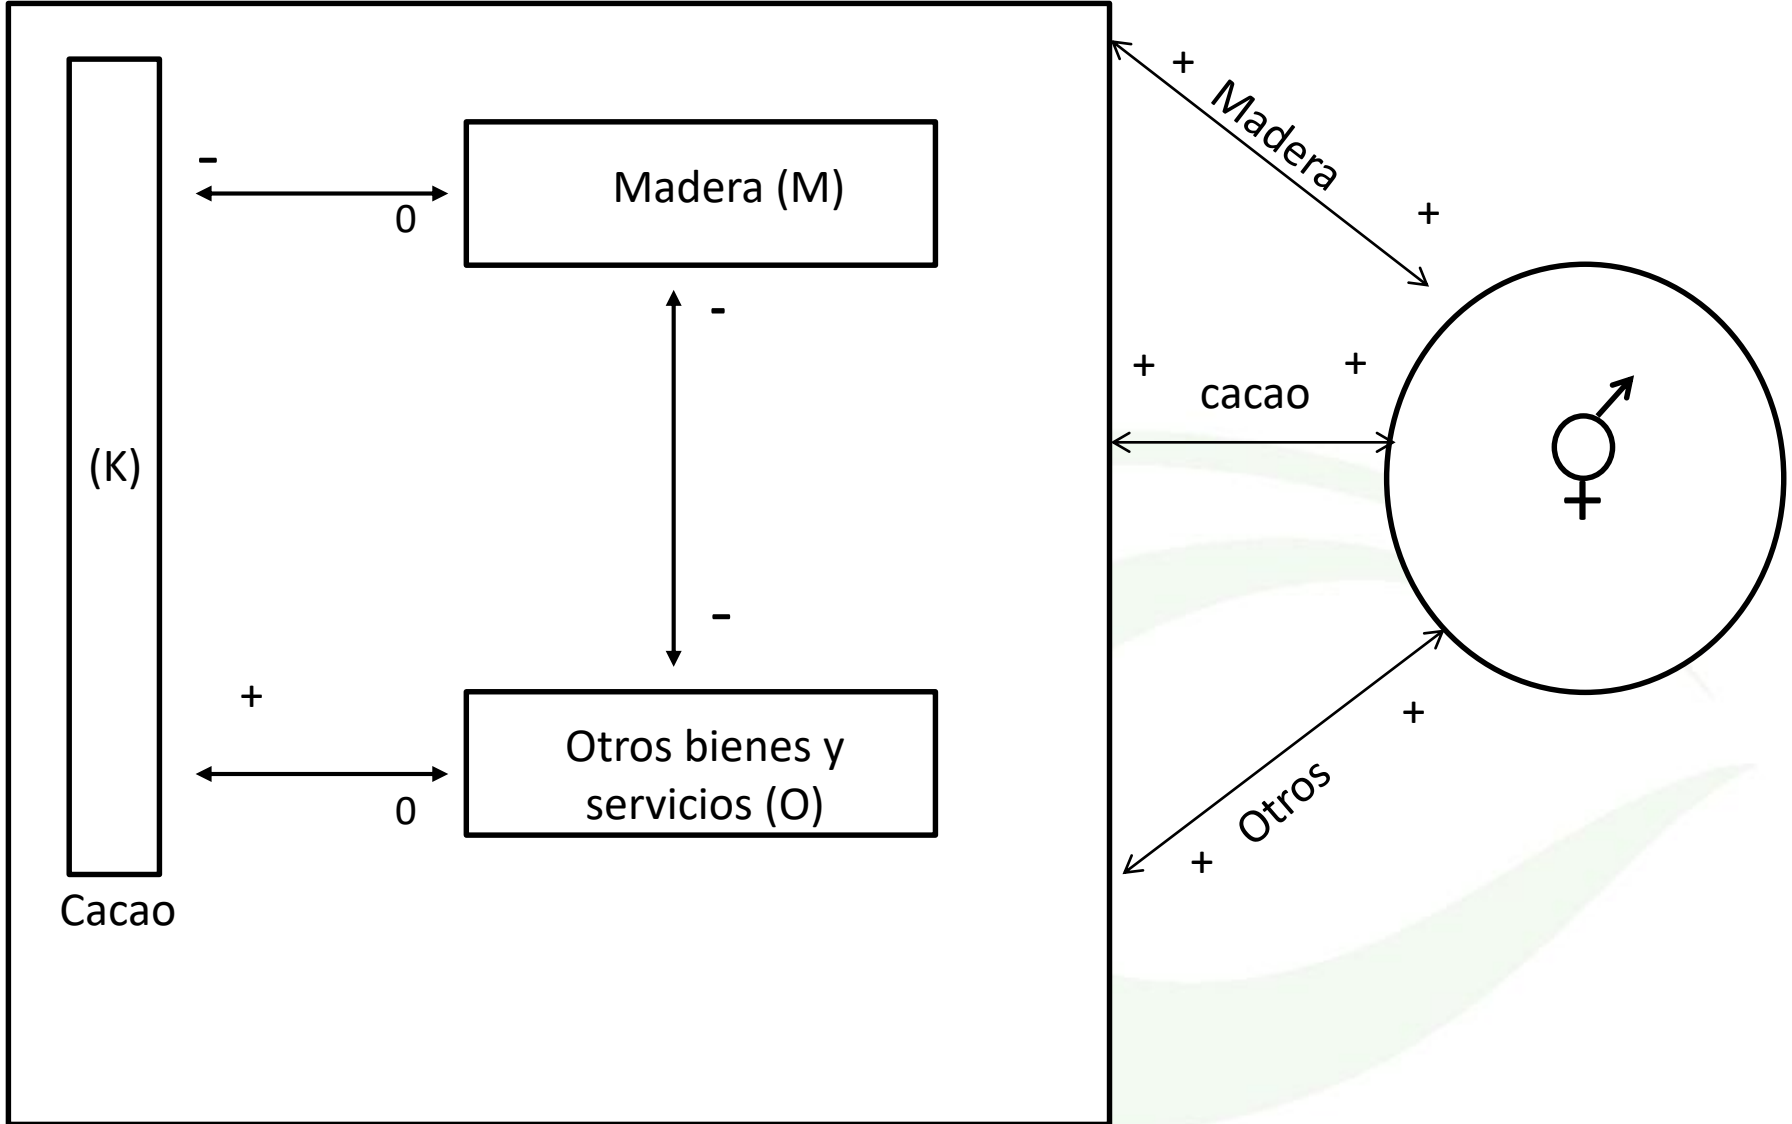 + Madera
+
-
0
Madera (M)
-
+ +
cacao
(K)
-
+
0
Otros bienes y
servicios (O)
+
+ Otros
Cacao